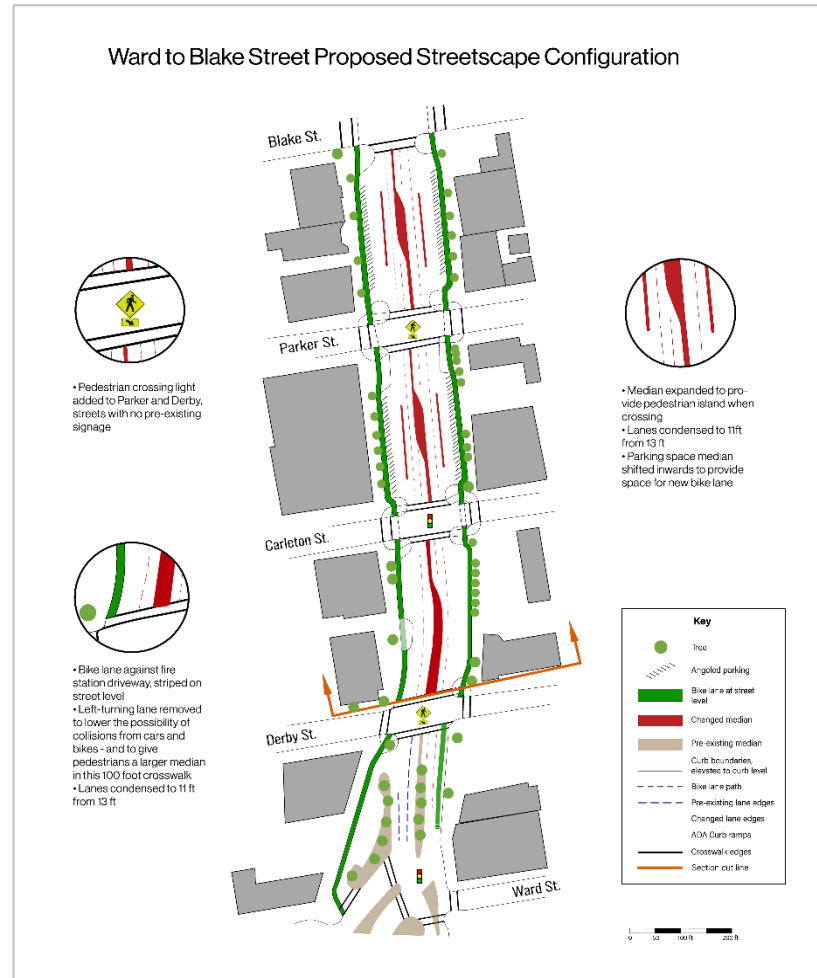 Ward to Blake Street Proposed Streetscape Configuration
Blake St.
Parker St.
• Pedestrian crossing light
added to Parker and Derby,
streets with no pre-existing
signage
• Median expanded to pro-
vide pedestrian island when
crossing
• Lanes condensed to 11ft
from 13 ft
• Parking space median
shifted inwards to provide
space for new bike lane
Carleton St.
• Bike lane against fire
station driveway, striped on
street level
• Left-turning lane removed
to lower the possibility of
collisions from cars and
bikes - and to give
pedestrians a larger median
in this 100 foot crosswalk
• Lanes condensed to 11 ft
from 13 ft
Derby St.
Ward St.
Key
Tree
Angeled parking
Bike lane at street
level
Changed median
Pre-existing median
Curb boundaries,
elevated to curb level
Bike lane path
Pre-existing lane edges
Changed lane edges
ADA Curb ramps
Crosswalk edges
Section cut line
0 50 100 ft 200 ft